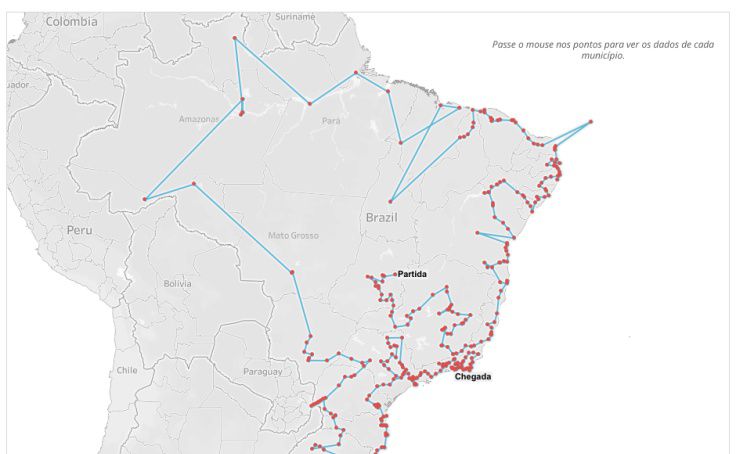 Colombia
Suriname
Passe o mouse nos pontos para ver os dados de cada
município.
uador
Amazonas
Pará
Brazil
Peru
Mato Grosso
Partida
Bolivia
Chile
Paraguay
Chegada